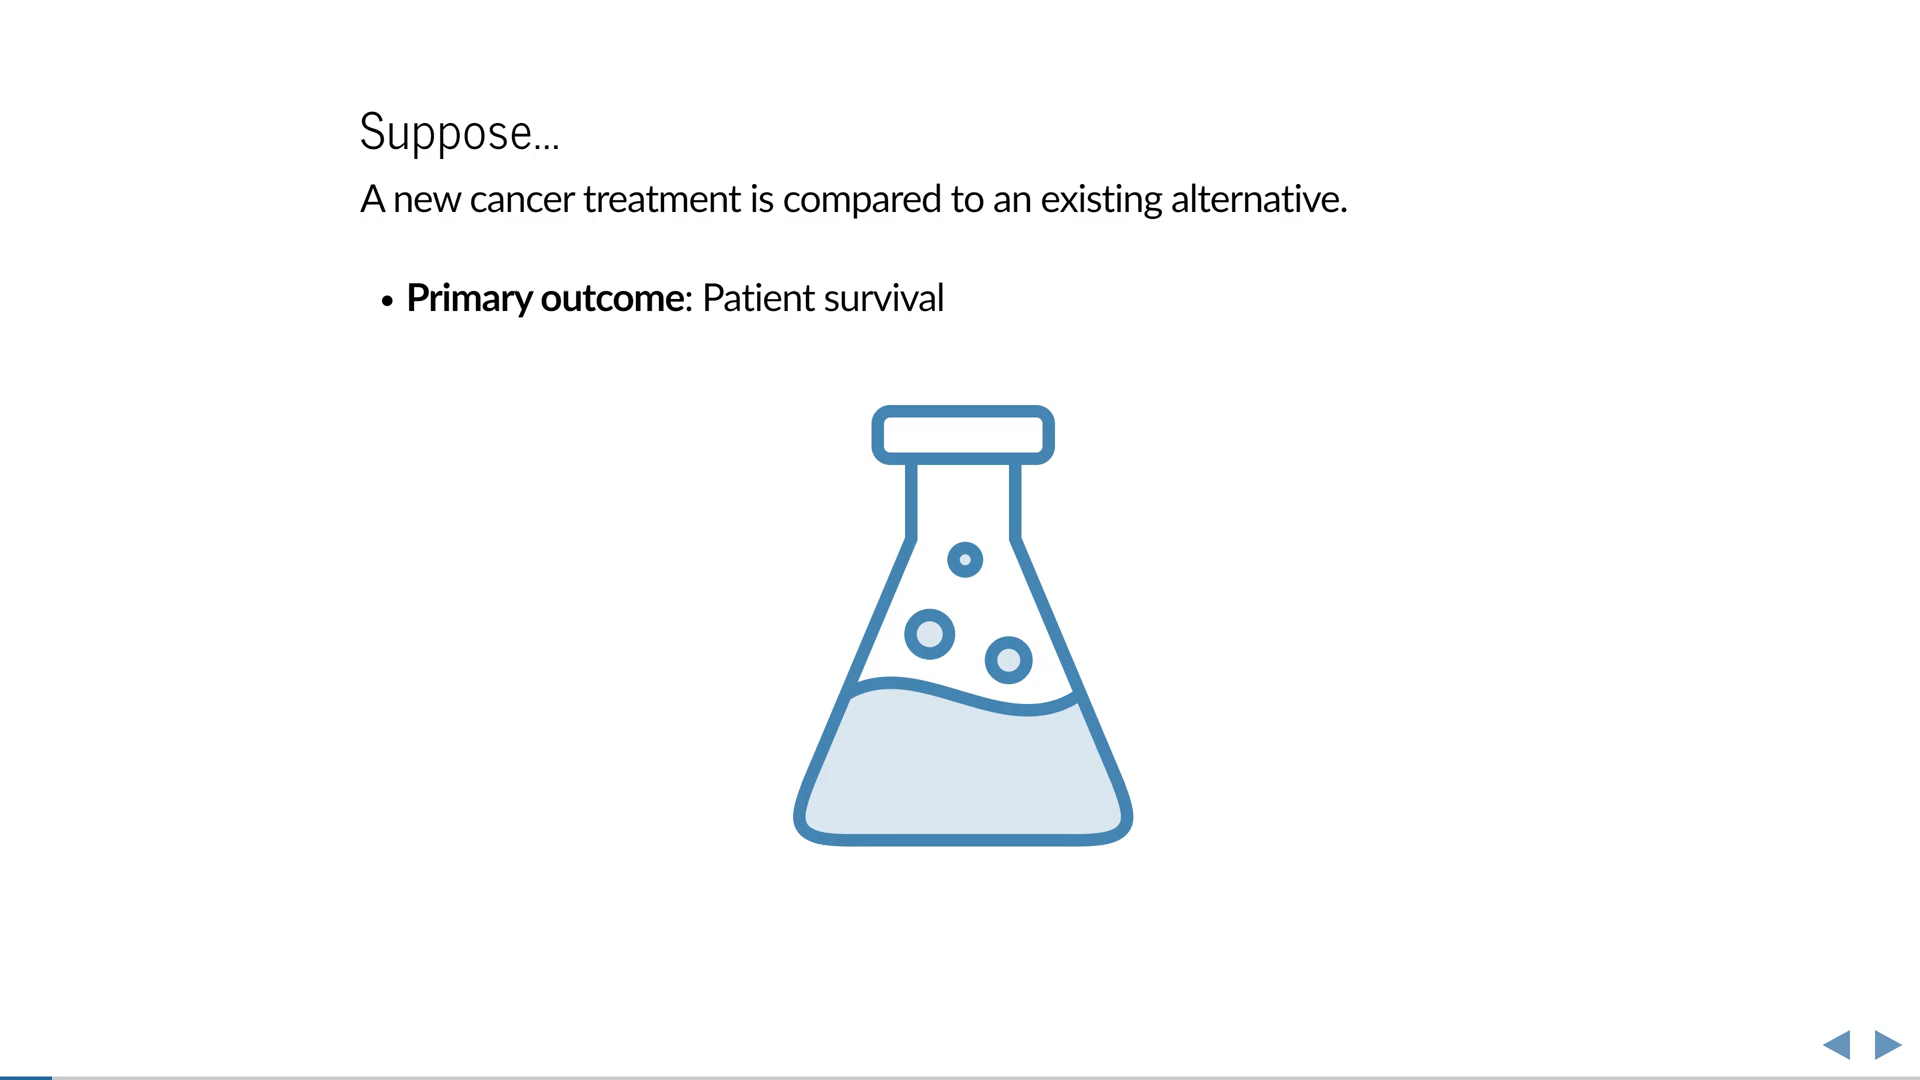 Suppose...
A new cancer treatment is compared to an existing alternative.
• Primary outcome: Patient survival